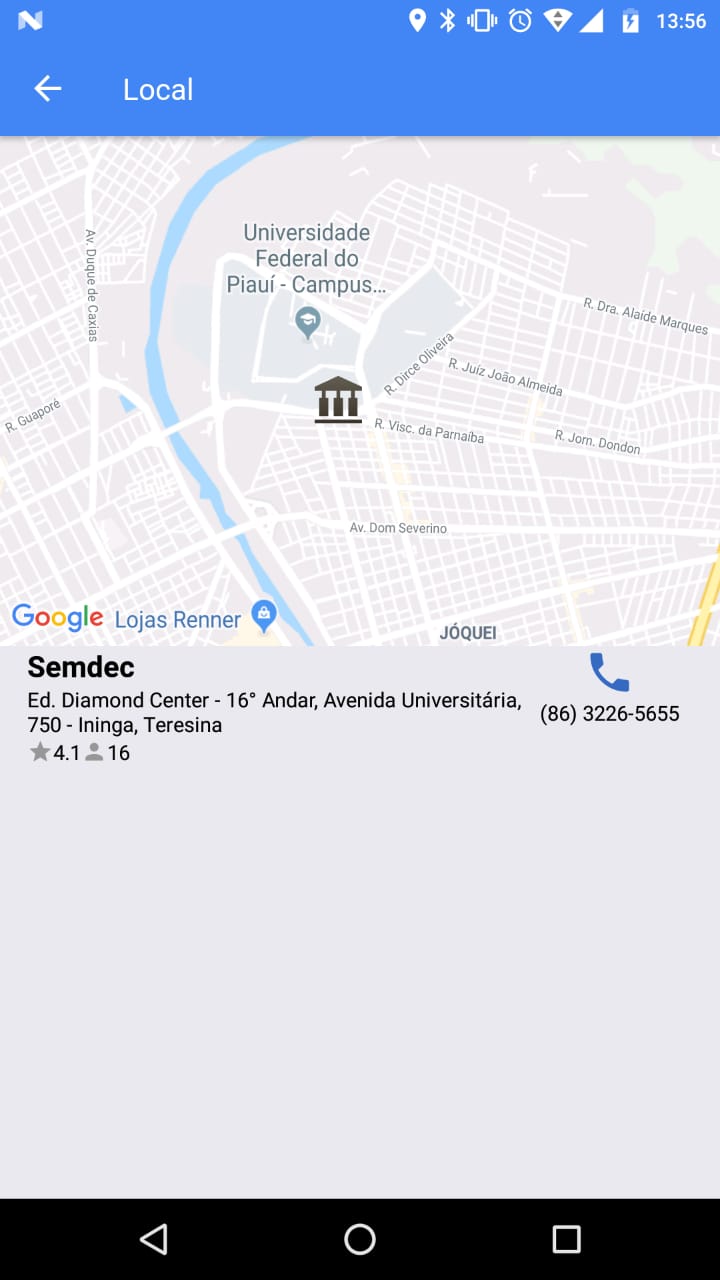 13:56
Local
Universidade
Federal do
Piauí - Campus...
Av. Duque de Caxias
R. Dra. Alaíde Marques
R. Dirce Oliveira
R. Juíz João Almeida
R. Guaporé
R. Visc. da Parnaíba
R. Jorn. Dondon
Av. Dom Severino
Google
Lojas Renner
JÓQUEI
Semdec
Ed. Diamond Center - 16° Andar, Avenida Universitária,
750 - Ininga, Teresina
(86) 3226-5655
4.1 16